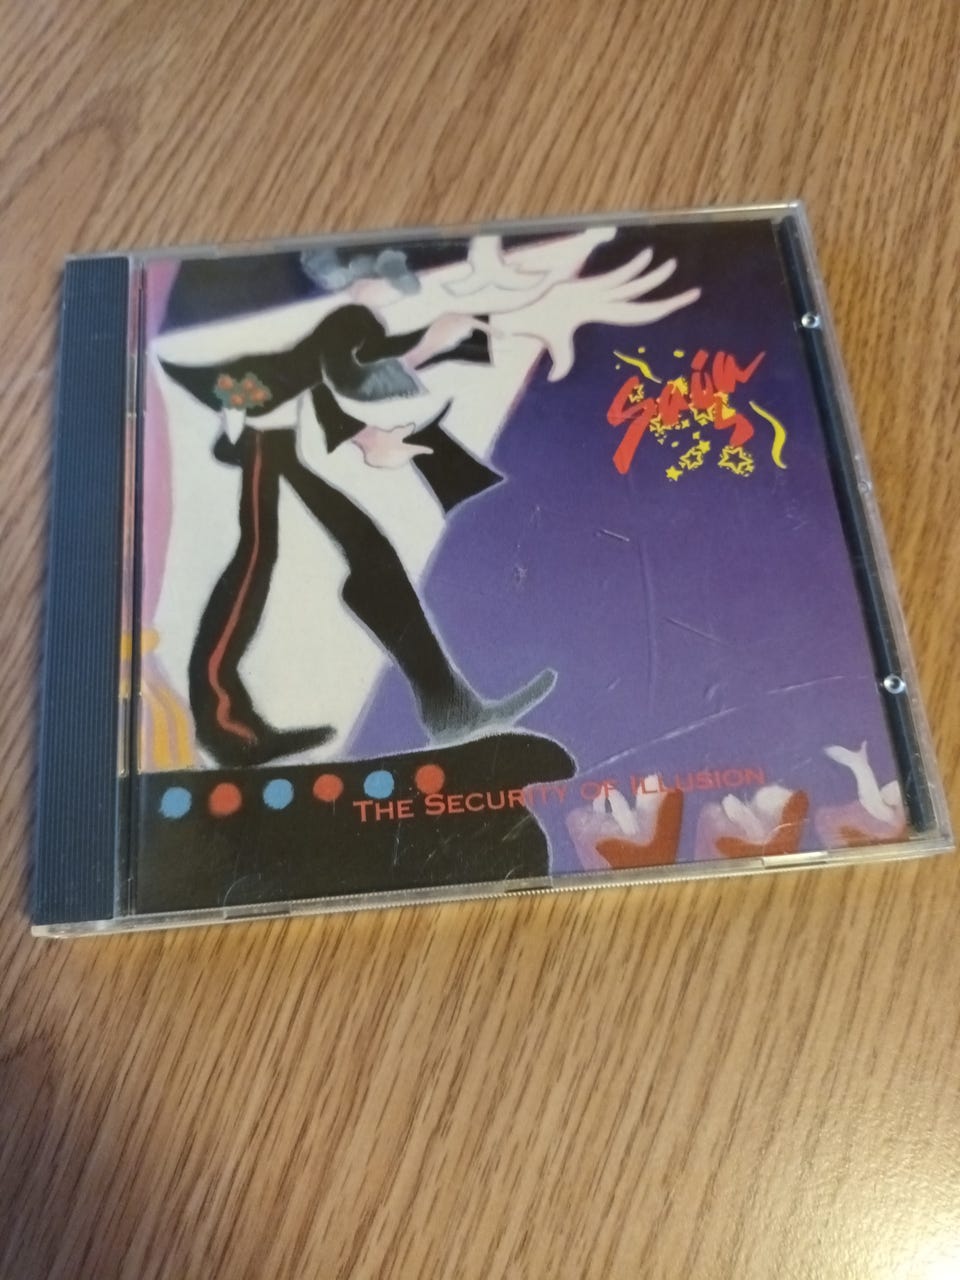 Saga
The Security of Illusion